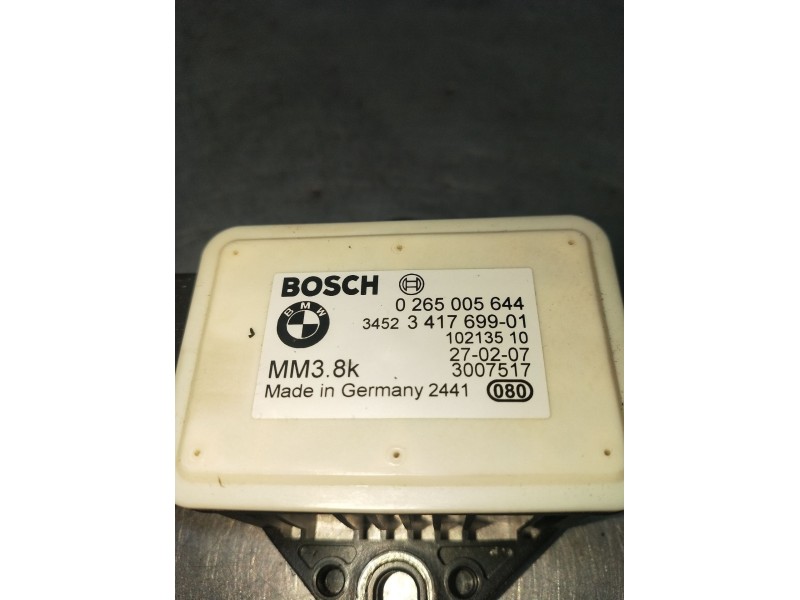 BOSCH
0 265 005 644
BMW
3452 3 417 699-01
102135 10
27-02-07
MM3.8k
3007517
Made in Germany 2441
080